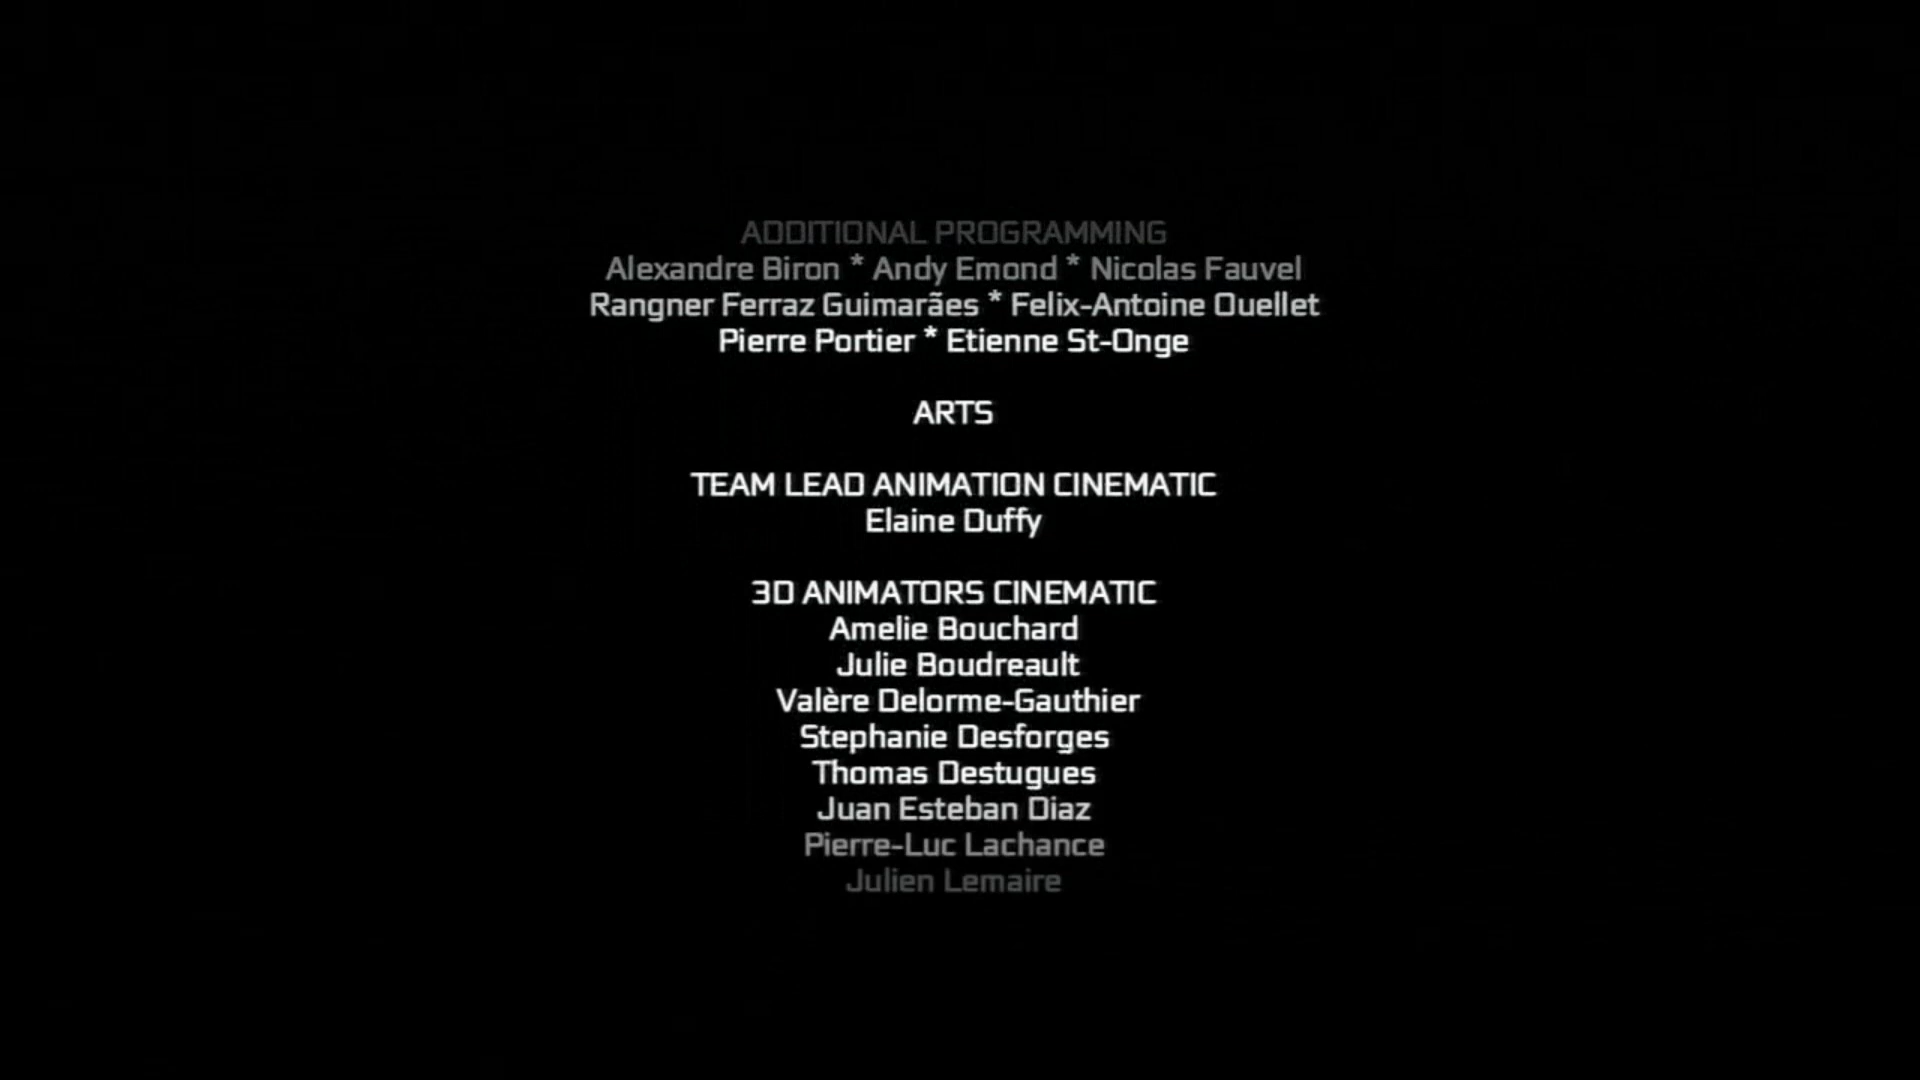 ADDITIONAL PROGRAMMING
Alexandre Biron * Andy Emond * Nicolas Fauvel
Rangner Ferraz Guimarães * Felix-Antoine Ouellet
Pierre Portier * Etienne St-Onge
ARTS
TEAM LEAD ANIMATION CINEMATIC
Elaine Duffy
3D ANIMATORS CINEMATIC
Amelie Bouchard
Julie Boudreault
Valère Delorme-Gauthier
Stephanie Desforges
Thomas Destugues
Juan Esteban Diaz
Pierre-Luc Lachance
Julien Lemaire